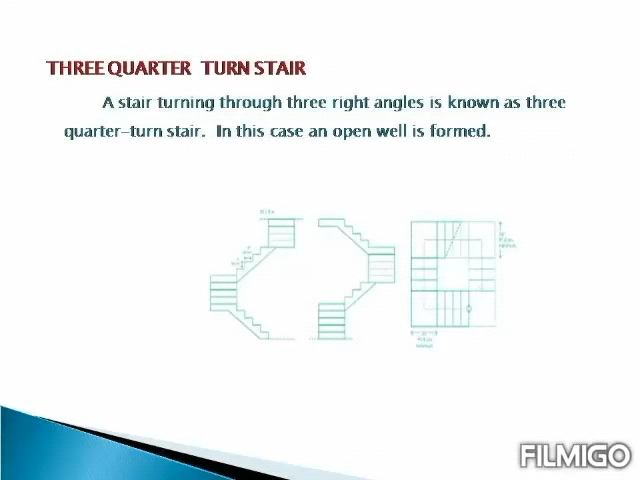 THREE QUARTER TURN STAIR
A stair turning through three right angles is known as three
quarter-turn stair. In this case an open well is formed.
FILMIGO